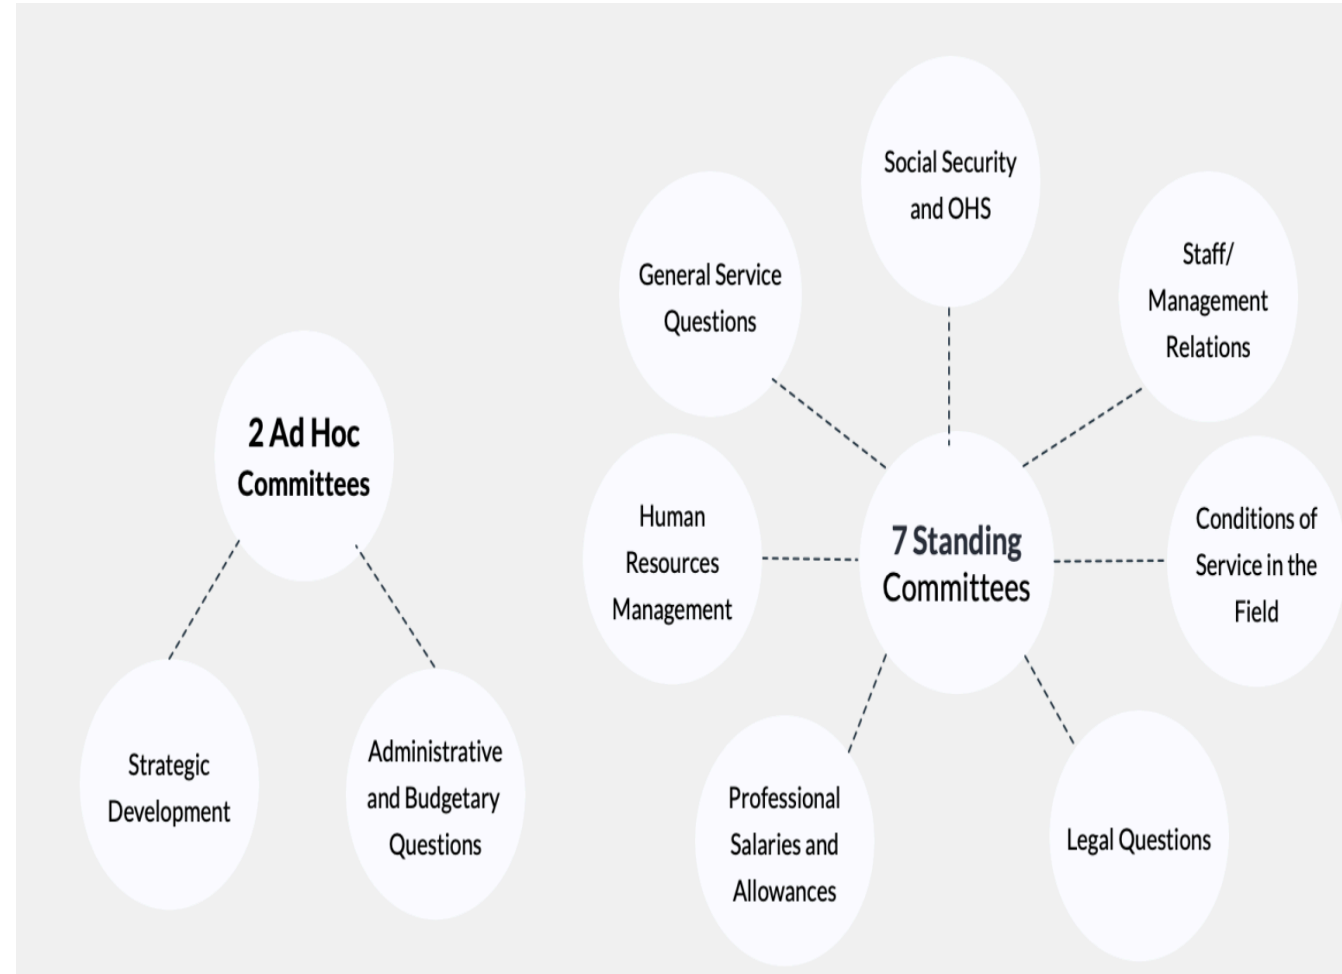 2 Ad Hoc
Committees
Strategic
Development
Administrative
and Budgetary
Questions
Social Security
and OHS
General Service
Questions
Staff/
Management
Relations
Human
Resources
Management
7 Standing
Committees
Conditions of
Service in the
Field
Professional
Salaries and
Allowances
Legal Questions